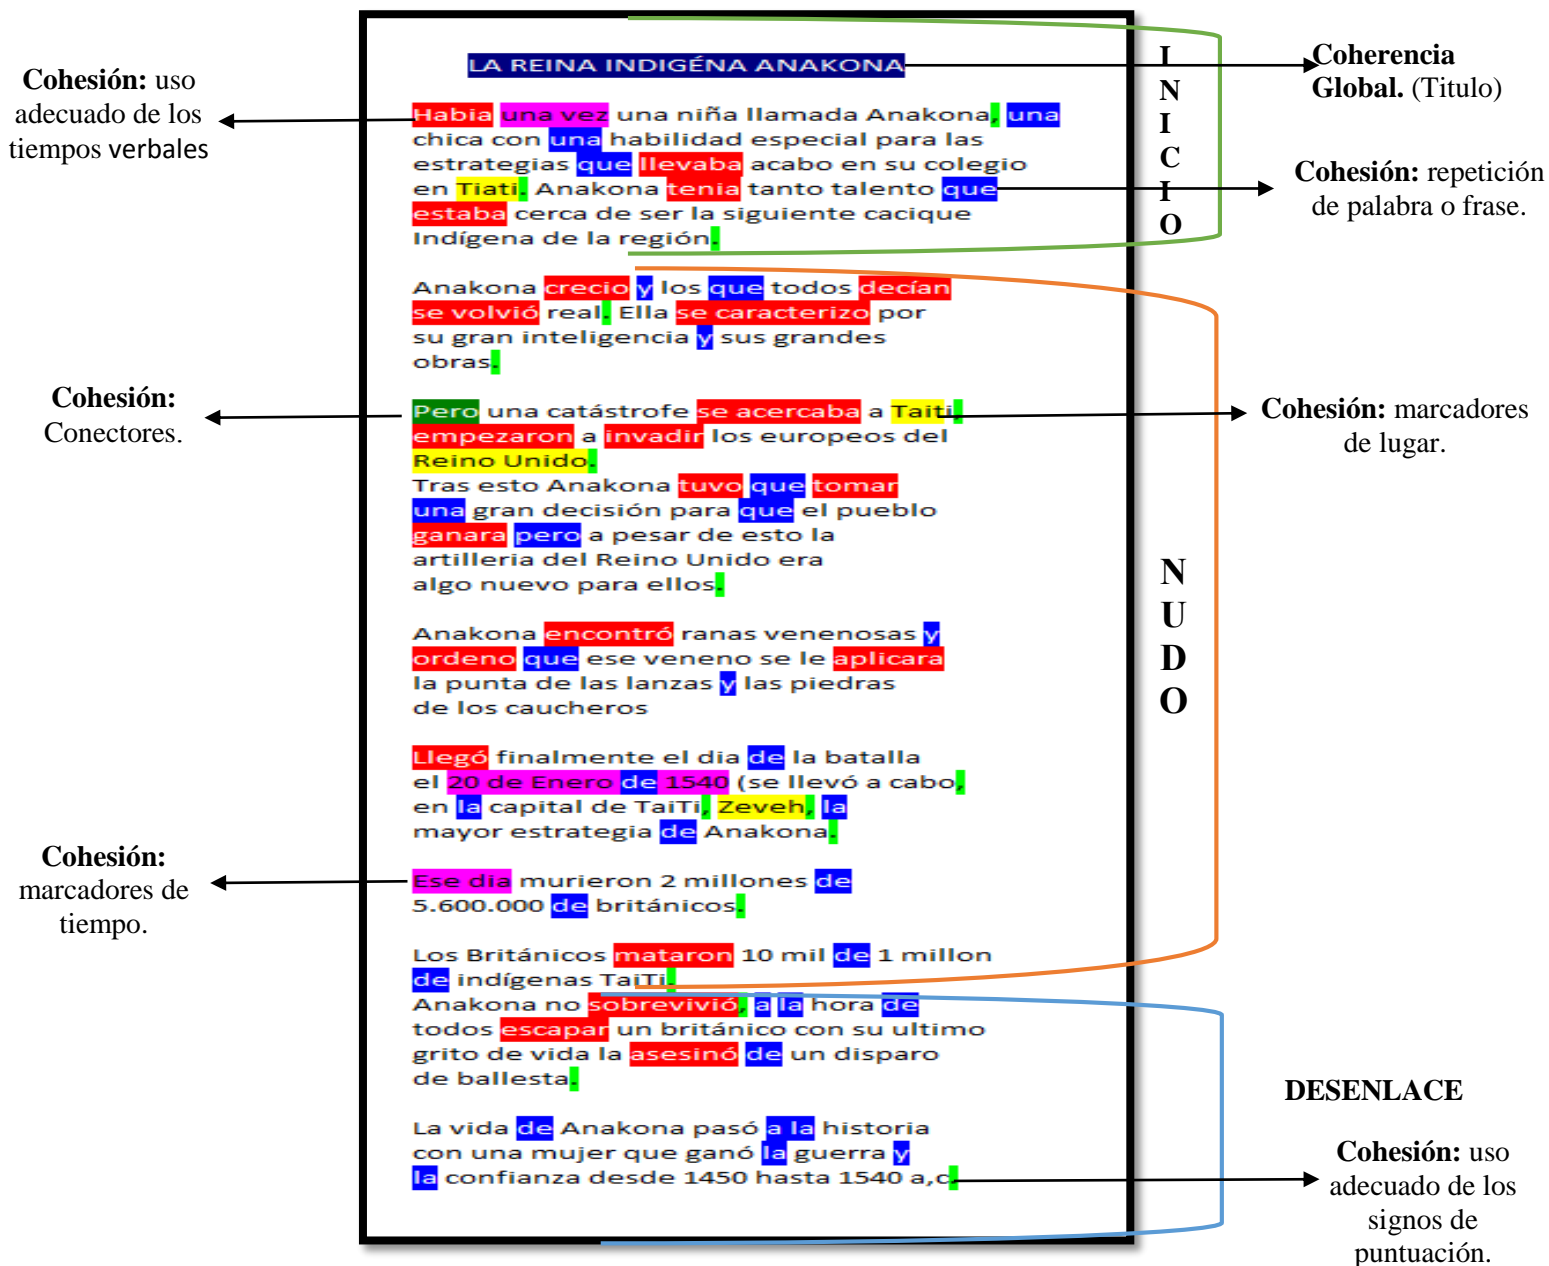 LA REINA INDIGÉNA ANAKONA
Habia una vez una niña llamada Anakona, una
chica con una habilidad especial para las
estrategias que llevaba acabo en su colegio
en Tiati. Anakona tenia tanto talento que
estaba cerca de ser la siguiente cacique
Indígena de la región.
Anakona crecio y los que todos decían
se volvió real. Ella se caracterizo por
su gran inteligencia y sus grandes
obras.
Pero una catástrofe se acercaba a Taiti,
empezaron a invadir los europeos del
Reino Unido.
Tras esto Anakona tuvo que tomar
una gran decisión para que el pueblo
ganara pero a pesar de esto la
artilleria del Reino Unido era
algo nuevo para ellos.
Anakona encontró ranas venenosas y
ordeno que ese veneno se le aplicara
la punta de las lanzas y las piedras
de los caucheros
Llegó finalmente el dia de la batalla
el 20 de Enero de 1540 (se llevó a cabo,
en la capital de TaiTi, Zeveh, la
mayor estrategia de Anakona.
Ese dia murieron 2 millones de
5.600.000 de británicos.
Los Británicos mataron 10 mil de 1 millon
de indígenas TaiTi.
Anakona no sobrevivió, a la hora de
todos escapar un británico con su ultimo
grito de vida la asesinó de un disparo
de ballesta.
La vida de Anakona pasó a la historia
con una mujer que ganó la guerra y
la confianza desde 1450 hasta 1540 a,c.
Cohesión: uso
adecuado de los
tiempos verbales
Cohesión:
Conectores.
Cohesión:
marcadores de
tiempo.
INICIO
NUDO
Coherencia
Global. (Titulo)
Cohesión: repetición
de palabra o frase.
Cohesión: marcadores
de lugar.
DESENLACE
Cohesión: uso
adecuado de los
signos de
puntuación.